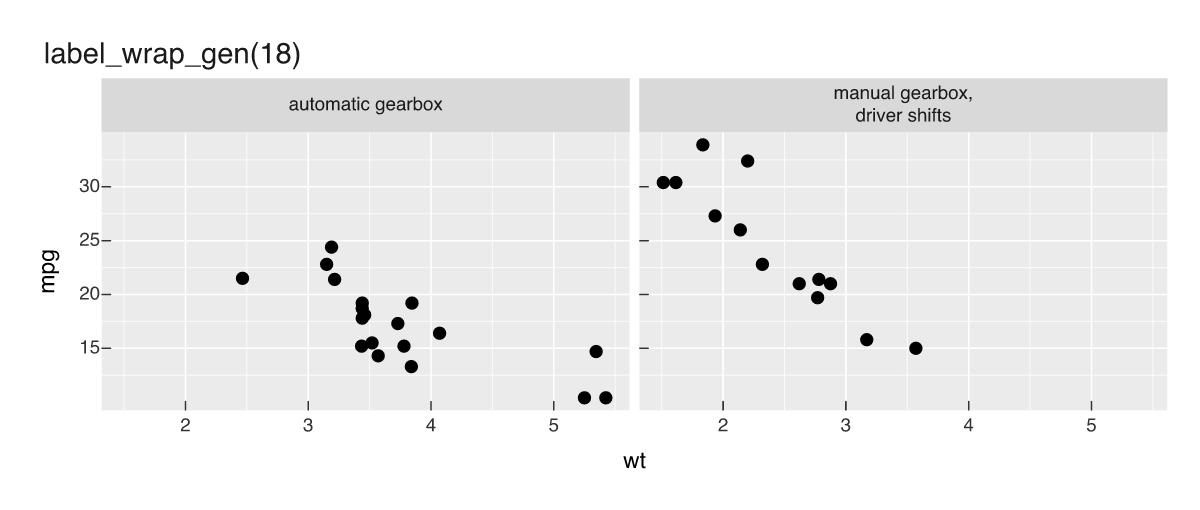 label_wrap_gen(18)
automatic gearbox
manual gearbox,
driver shifts
mpg
30
25
20
15
2 3 4 5
2 3 4 5
wt